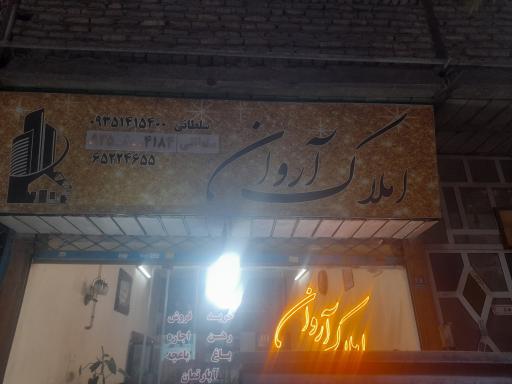 املاک آروان
سلطانی ۰۹۳۵۱۴۱۵۴۰۰
۶۵۲۲۴۶۵۵
املاک آروان
خرید فروش
رهن اجاره
باغ باغچه
آپارتمان